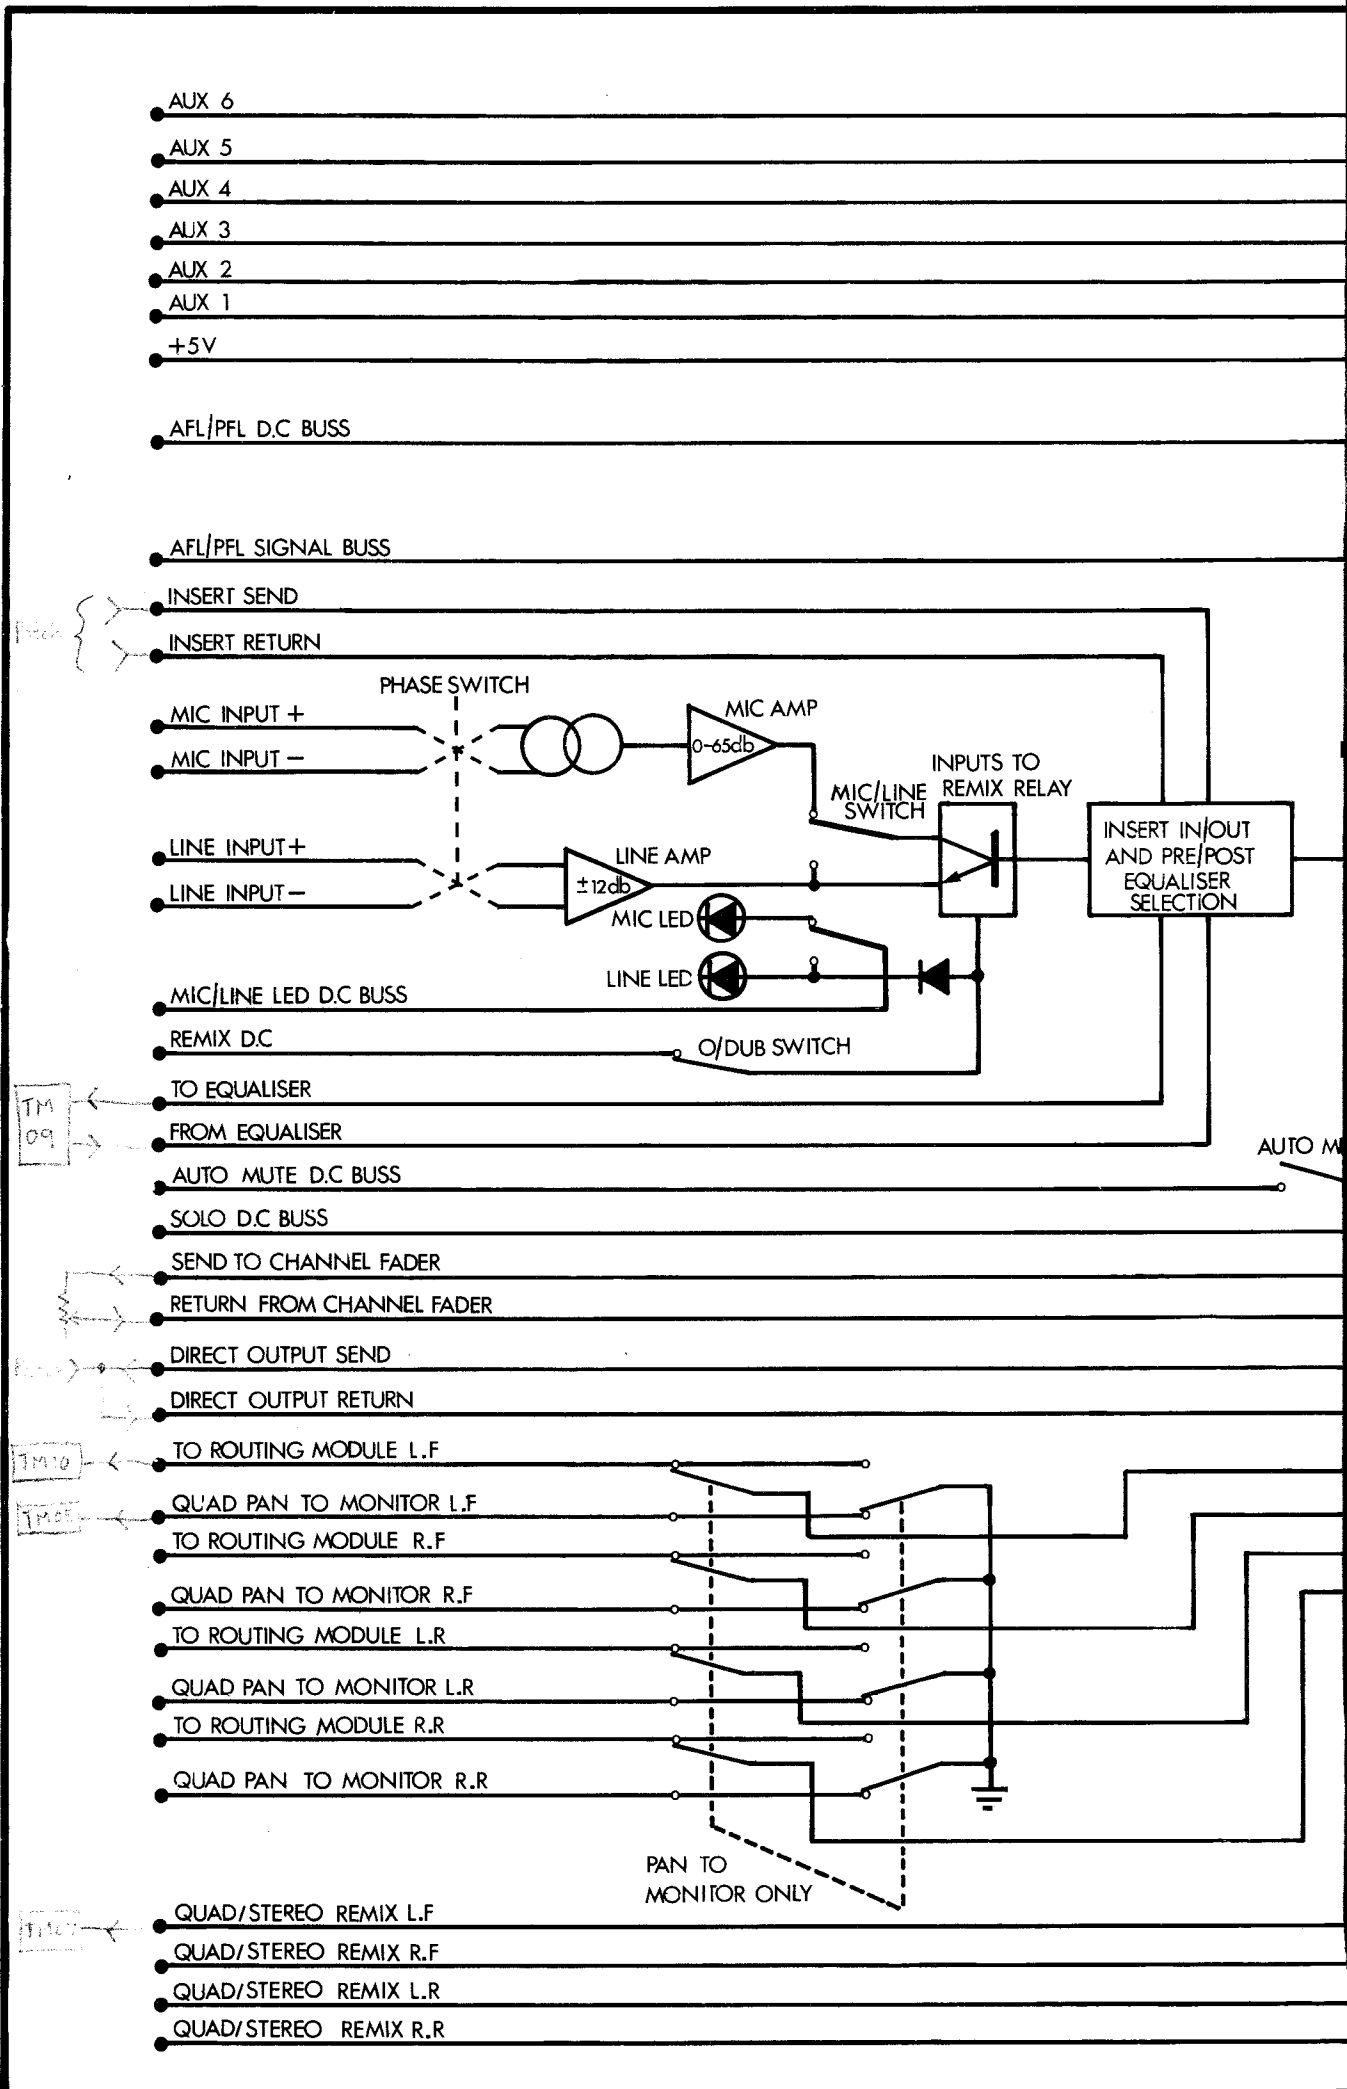 AUX 6
AUX 5
AUX 4
AUX 3
AUX 2
AUX 1
+5V
AFL/PFL D.C BUSS
AFL/PFL SIGNAL BUSS
INSERT SEND
INSERT RETURN
PHASE SWITCH
MIC INPUT +
MIC AMP
0-65db
MIC INPUT –
INPUTS TO
REMIX RELAY
MIC/LINE
SWITCH
LINE INPUT+
LINE AMP
±12db
LINE INPUT–
INSERT IN/OUT
AND PRE/POST
EQUALISER
SELECTION
MIC LED
LINE LED
MIC/LINE LED D.C BUSS
REMIX D.C
O/DUB SWITCH
TO EQUALISER
TM
09
FROM EQUALISER
AUTO M
AUTO MUTE D.C BUSS
SOLO D.C BUSS
SEND TO CHANNEL FADER
RETURN FROM CHANNEL FADER
DIRECT OUTPUT SEND
DIRECT OUTPUT RETURN
TO ROUTING MODULE L.F
TM10
QUAD PAN TO MONITOR L.F
TO ROUTING MODULE R.F
QUAD PAN TO MONITOR R.F
TO ROUTING MODULE L.R
QUAD PAN TO MONITOR L.R
TO ROUTING MODULE R.R
QUAD PAN TO MONITOR R.R
PAN TO
MONITOR ONLY
QUAD/STEREO REMIX L.F
QUAD/STEREO REMIX R.F
QUAD/STEREO REMIX L.R
QUAD/STEREO REMIX R.R